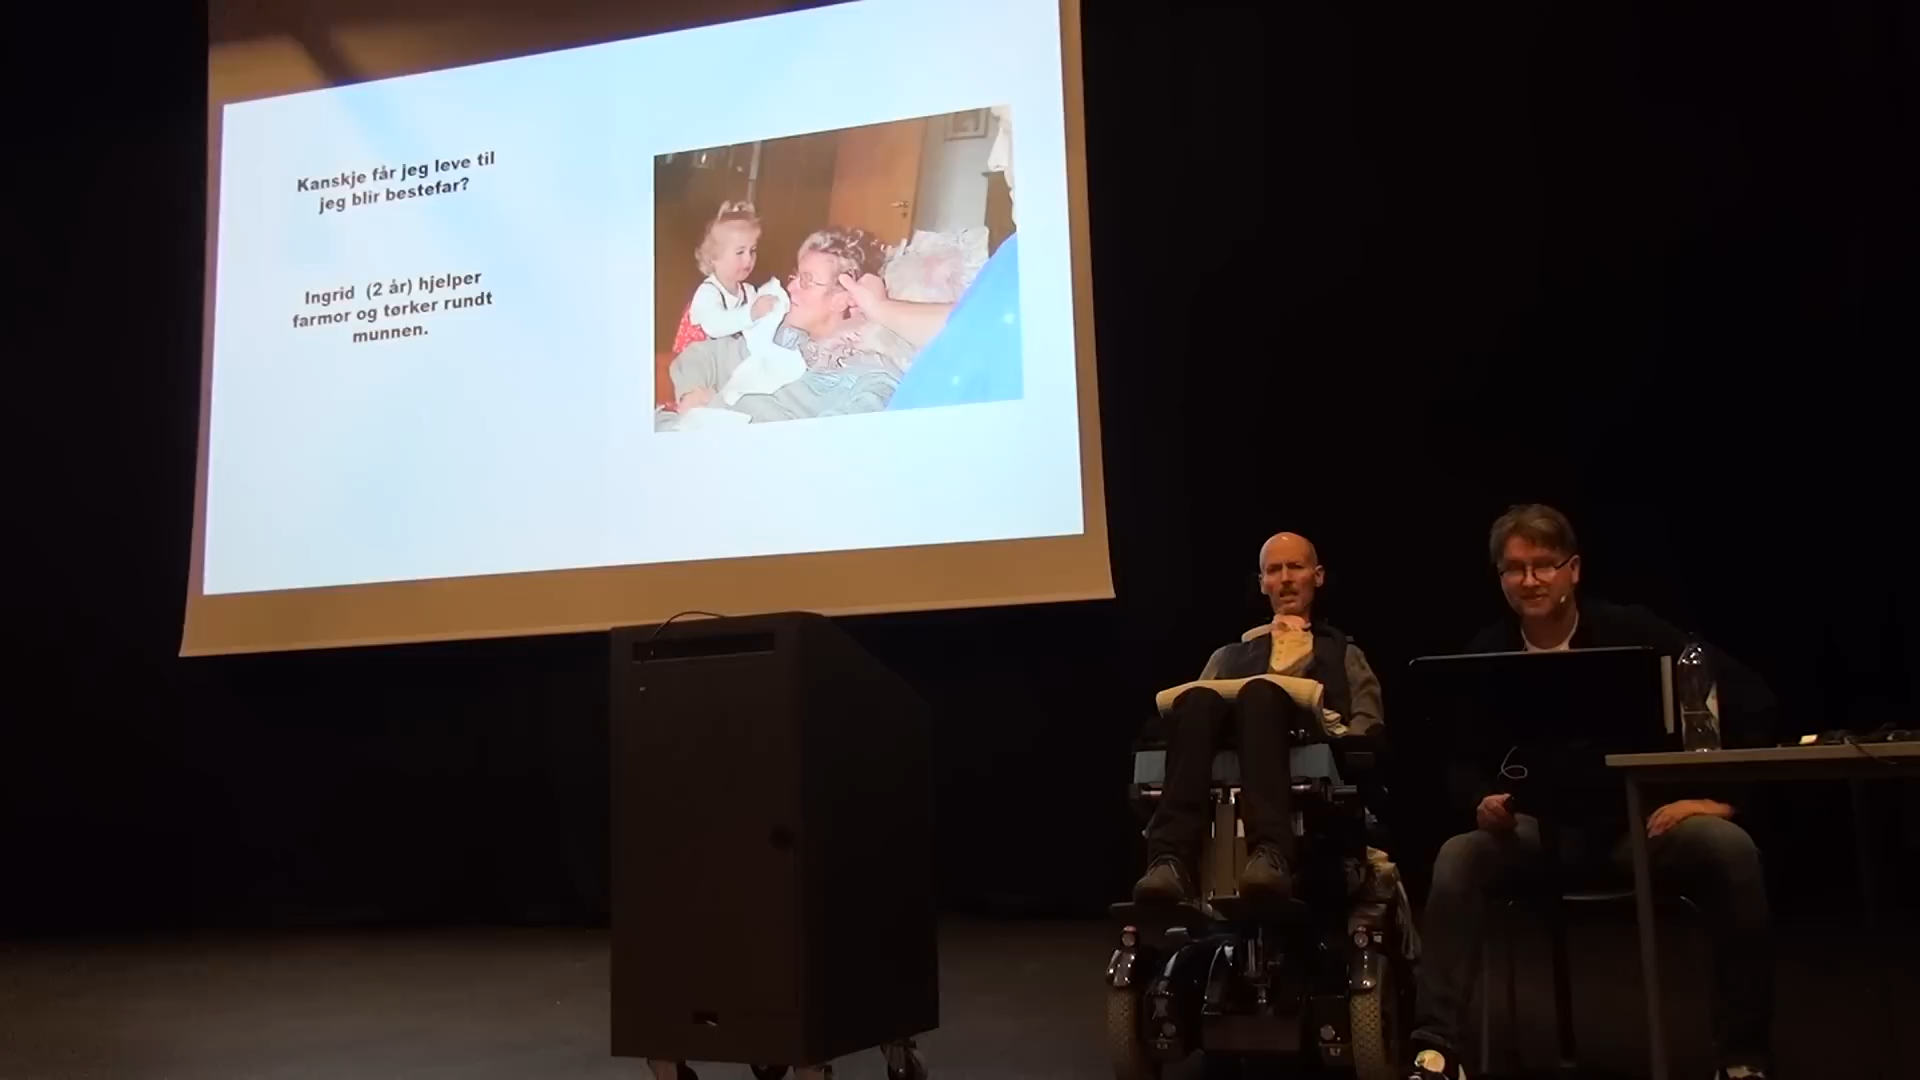 Kanskje får jeg leve til
jeg blir bestefar?
Ingrid (2 år) hjelper
farmor og tørker rundt
munnen.